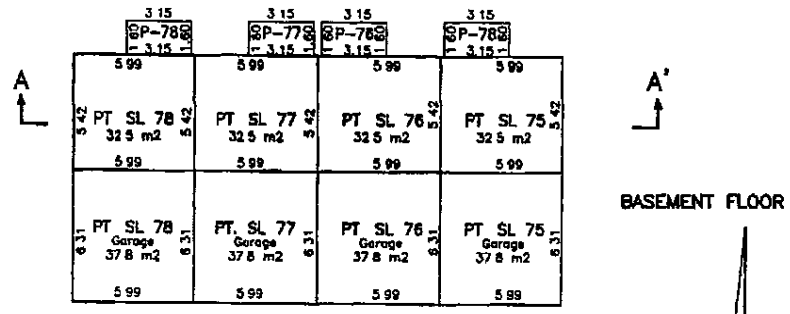 3 15 3 15 3 15 3 15
1 60 P-78 1.60 1 60 P-77 1.60 1 60 P-76 1 60 1 60
3.15 3.15 3.15 3.15
5 99 5 99 5 99 5 99
A A'
5 42 PT SL 78 5 42 PT SL 77 5 42 PT SL 76 5 42 PT SL 75
32 5 m2 32.5 m2 32 5 m2 32 5 m2
5 99 5 99 5 99 5 99
BASEMENT FLOOR
6 31 PT SL 78 6 31 PT. SL 77 6 31 PT SL 76 6 31 PT SL 75 6 31
Garage Garage Garage Garage
37 8 m2 37 8 m2 37 8 m2 37 8 m2
5 99 5 99 5 99 5 99